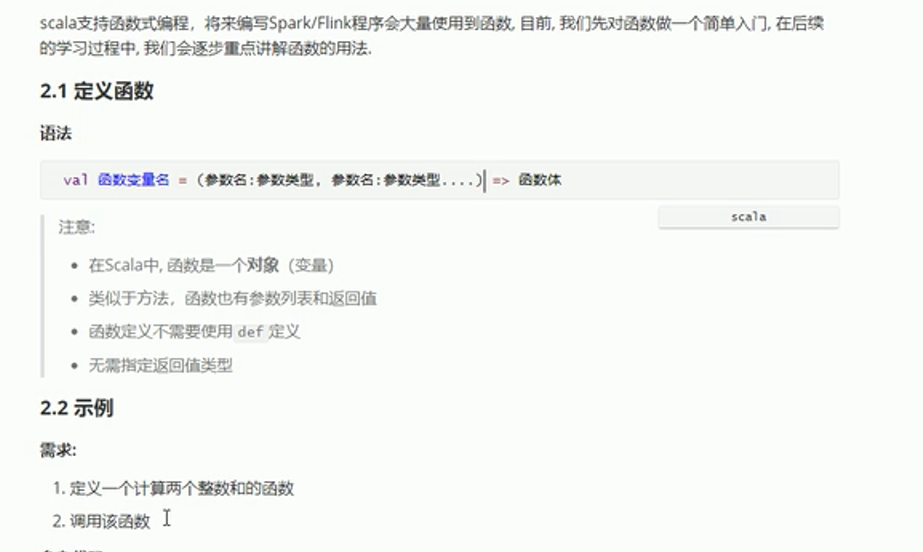 scala支持函数式编程，将来编写Spark/Flink程序会大量使用到函数, 目前, 我们先对函数做一个简单入门, 在后续
的学习过程中, 我们会逐步重点讲解函数的用法.
2.1 定义函数
语法
val 函数变量名 = (参数名:参数类型, 参数名:参数类型....) => 函数体
scala
注意:
• 在Scala中, 函数是一个对象（变量）
• 类似于方法，函数也有参数列表和返回值
• 函数定义不需要使用 def 定义
• 无需指定返回值类型
2.2 示例
需求:
1. 定义一个计算两个整数和的函数
2. 调用该函数